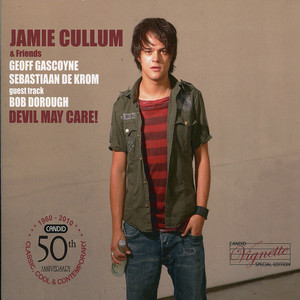 JAMIE CULLUM
& Friends
GEOFF GASCOYNE
SEBASTIAAN DE KROM
guest track
BOB DOROUGH
DEVIL MAY CARE!
1960 - 2010
CANDID
50th
ANNIVERSARY
CLASSIC, COOL & CONTEMPORARY
CANDID
Vignette
SPECIAL EDITION